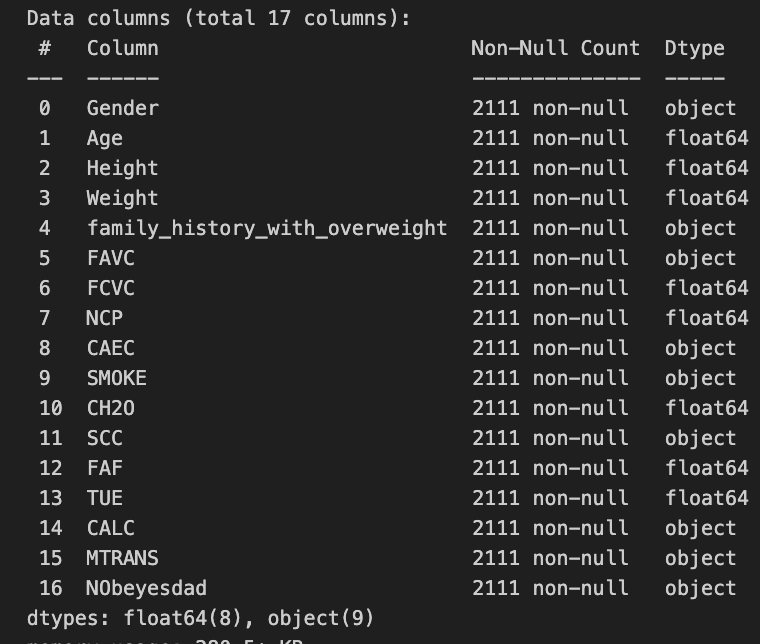 Data columns (total 17 columns):
# Column Non-Null Count Dtype
--- ------ -------------- -----
0 Gender 2111 non-null object
1 Age 2111 non-null float64
2 Height 2111 non-null float64
3 Weight 2111 non-null float64
4 family_history_with_overweight 2111 non-null object
5 FAVC 2111 non-null object
6 FCVC 2111 non-null float64
7 NCP 2111 non-null float64
8 CAEC 2111 non-null object
9 SMOKE 2111 non-null object
10 CH2O 2111 non-null float64
11 SCC 2111 non-null object
12 FAF 2111 non-null float64
13 TUE 2111 non-null float64
14 CALC 2111 non-null object
15 MTRANS 2111 non-null object
16 NObeyesdad 2111 non-null object
dtypes: float64(8), object(9)